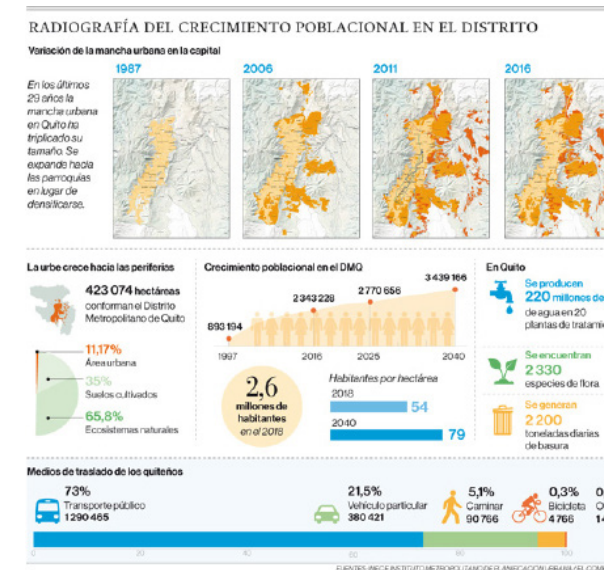 RADIOGRAFÍA DEL CRECIMIENTO POBLACIONAL EN EL DISTRITO
Variación de la mancha urbana en la capital
En los últimos
29 años la
mancha urbana
en Quito ha
triplicado su
tamaño. Se
expande hacia
las parroquias
en lugar de
densificarse.
1987
2006
2011
2016
La urbe crece hacia las periferias
423 074 hectáreas
conforman el Distrito
Metropolitano de Quito
11,17%
Área urbana
35%
Suelos cultivados
65,8%
Ecosistemas naturales
Crecimiento poblacional en el DMQ
893 194
2 343 228
2 770 656
3 439 166
1997
2016
2025
2040
2,6
millones de
habitantes
en el 2018
Habitantes por hectárea
2018
54
2040
79
En Quito
Se producen
220 millones de
de agua en 20
plantas de tratamie
Se encuentran
2 330
especies de flora
Se generan
2 200
toneladas diarias
de basura
Medios de traslado de los quiteños
73%
Transporte público
1 290 465
21,5%
Vehículo particular
380 421
5,1%
Caminar
90 766
0,3%
Bicicleta
4 766
0
O
14
0
20
40
60
80
100